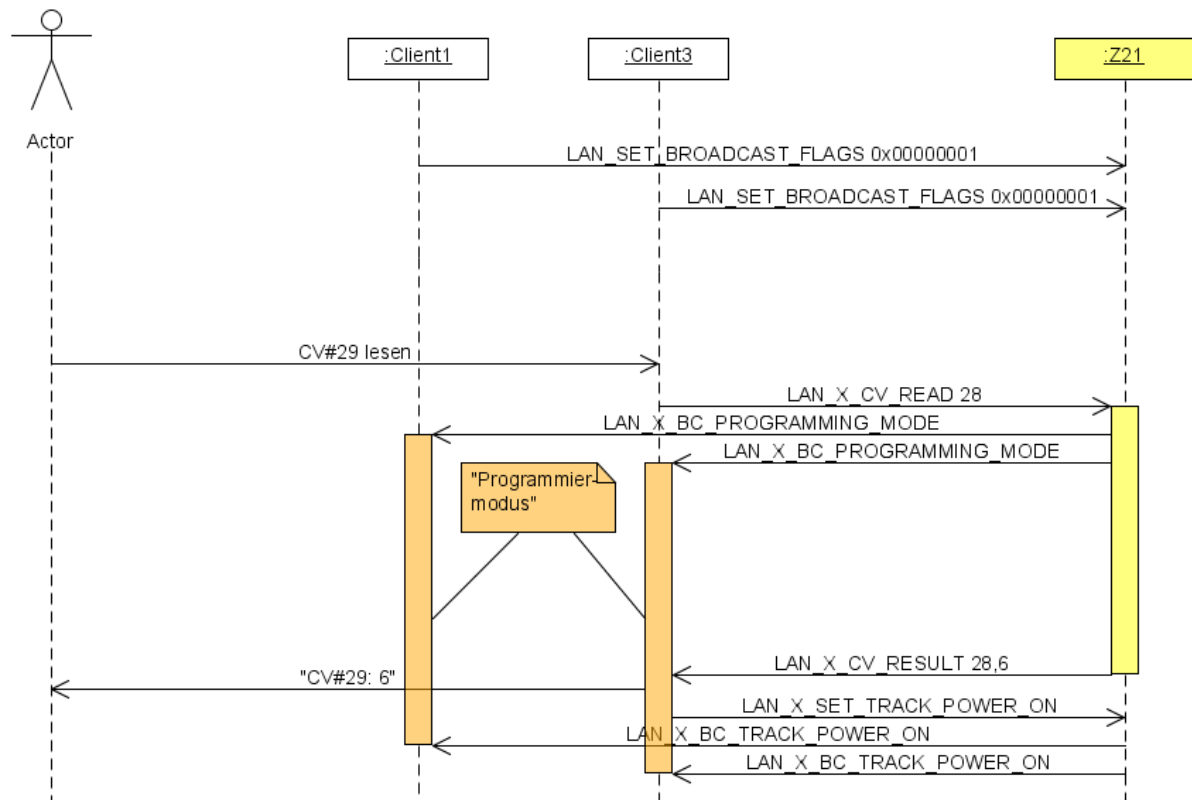 :Client1
:Client3
:Z21
Actor
LAN_SET_BROADCAST_FLAGS 0x00000001
LAN_SET_BROADCAST_FLAGS 0x00000001
CV#29 lesen
LAN_X_CV_READ 28
LAN_X_BC_PROGRAMMING_MODE
LAN_X_BC_PROGRAMMING_MODE
"Programmier-
modus"
LAN_X_CV_RESULT 28,6
"CV#29: 6"
LAN_X_SET_TRACK_POWER_ON
LAN_X_BC_TRACK_POWER_ON
LAN_X_BC_TRACK_POWER_ON